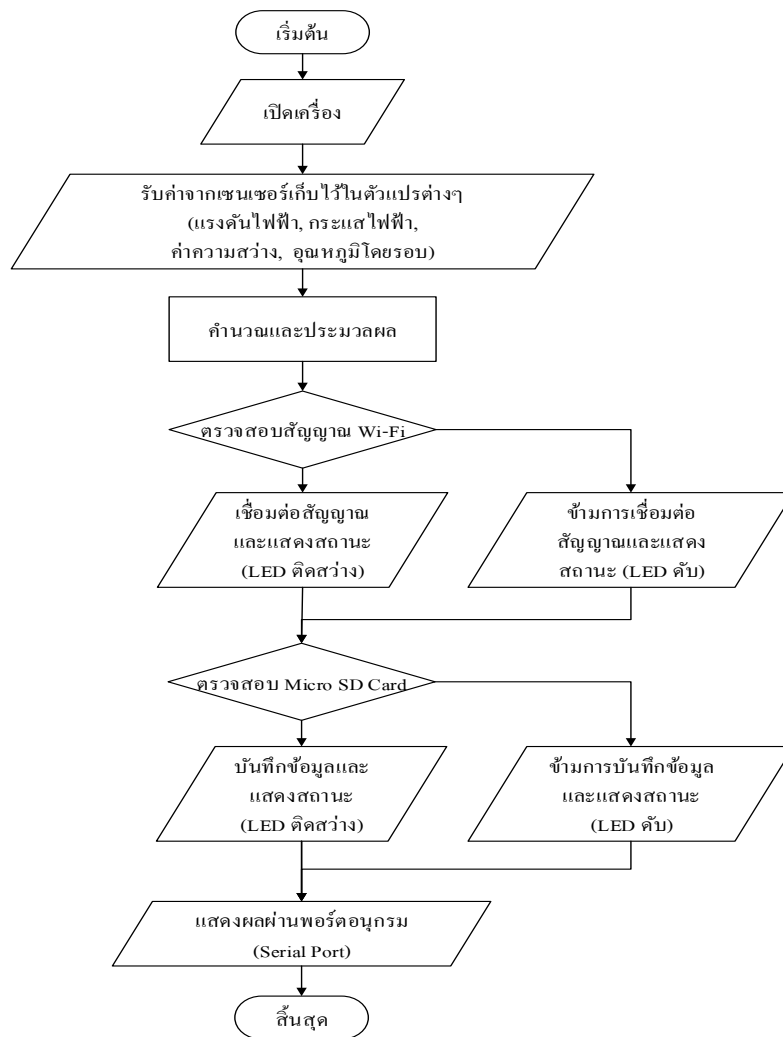 เริ่มต้น
เปิดเครื่อง
รับค่าจากเซนเซอร์เก็บไว้ในตัวแปรต่างๆ
(แรงดันไฟฟ้า, กระแสไฟฟ้า,
ค่าความสว่าง, อุณหภูมิโดยรอบ)
คำนวณและประมวลผล
ตรวจสอบสัญญาณ Wi-Fi
เชื่อมต่อสัญญาณ
และแสดงสถานะ
(LED ติดสว่าง)
ข้ามการเชื่อมต่อ
สัญญาณและแสดง
สถานะ (LED ดับ)
ตรวจสอบ Micro SD Card
บันทึกข้อมูลและ
แสดงสถานะ
(LED ติดสว่าง)
ข้ามการบันทึกข้อมูล
และแสดงสถานะ
(LED ดับ)
แสดงผลผ่านพอร์ตอนุกรม
(Serial Port)
สิ้นสุด